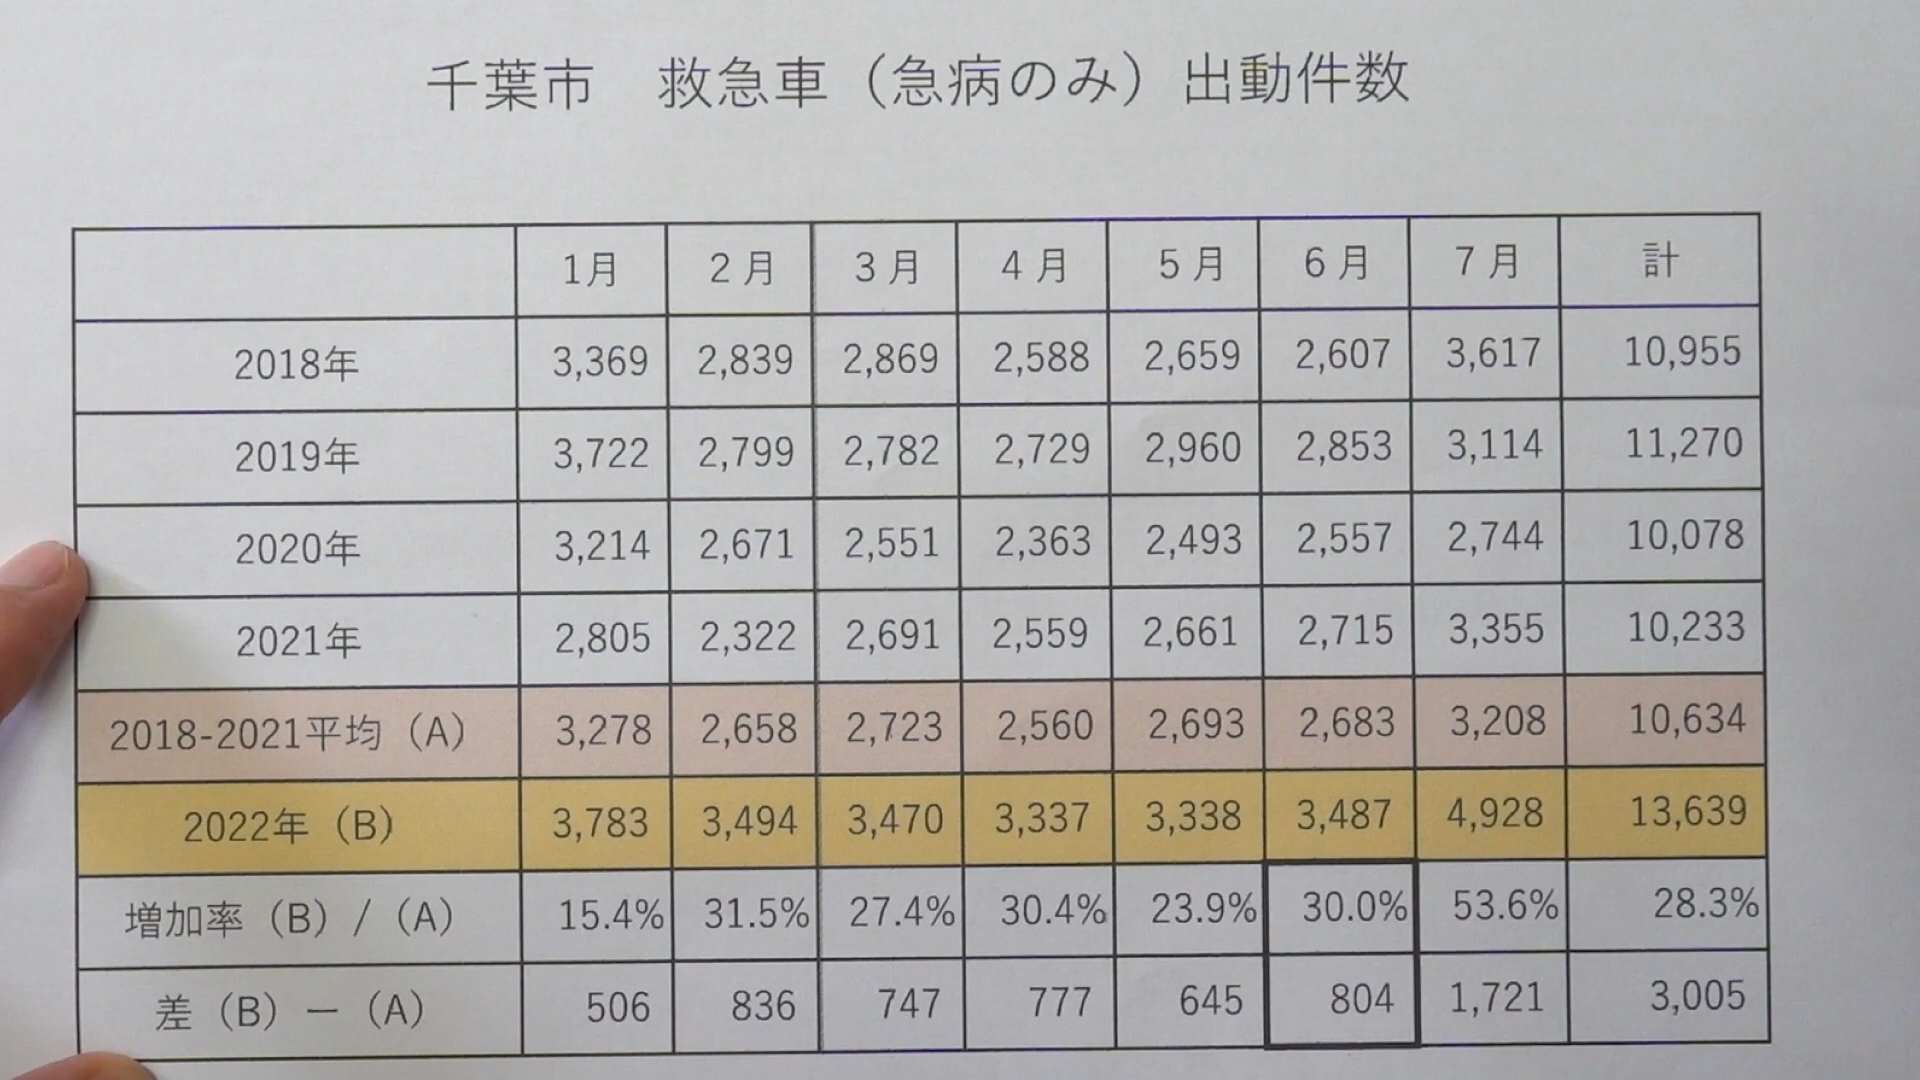 千葉市　救急車（急病のみ）出動件数
1月 2月 3月 4月 5月 6月 7月 計
2018年 3,369 2,839 2,869 2,588 2,659 2,607 3,617 10,955
2019年 3,722 2,799 2,782 2,729 2,960 2,853 3,114 11,270
2020年 3,214 2,671 2,551 2,363 2,493 2,557 2,744 10,078
2021年 2,805 2,322 2,691 2,559 2,661 2,715 3,355 10,233
2018-2021平均（A） 3,278 2,658 2,723 2,560 2,693 2,683 3,208 10,634
2022年（B） 3,783 3,494 3,470 3,337 3,338 3,487 4,928 13,639
増加率（B）/（A） 15.4% 31.5% 27.4% 30.4% 23.9% 30.0% 53.6% 28.3%
差（B）－（A） 506 836 747 777 645 804 1,721 3,005